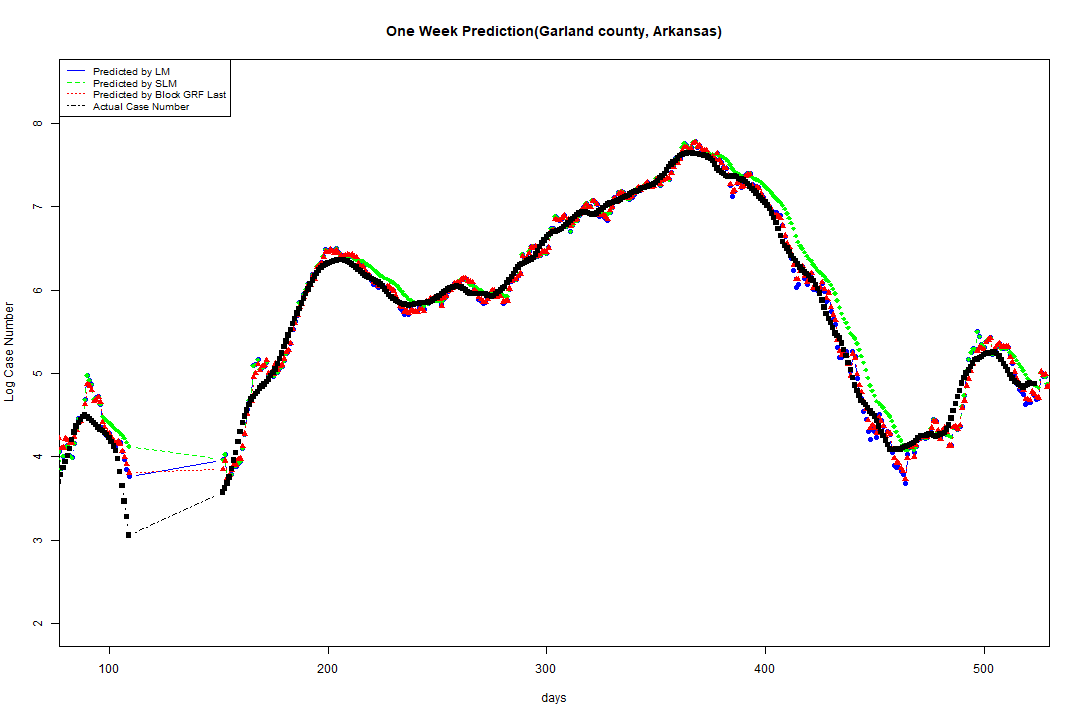 One Week Prediction(Garland county, Arkansas)
Predicted by LM
Predicted by SLM
Predicted by Block GRF Last
Actual Case Number
8
7
6
5
4
3
2
Log Case Number
100 200 300 400 500
days